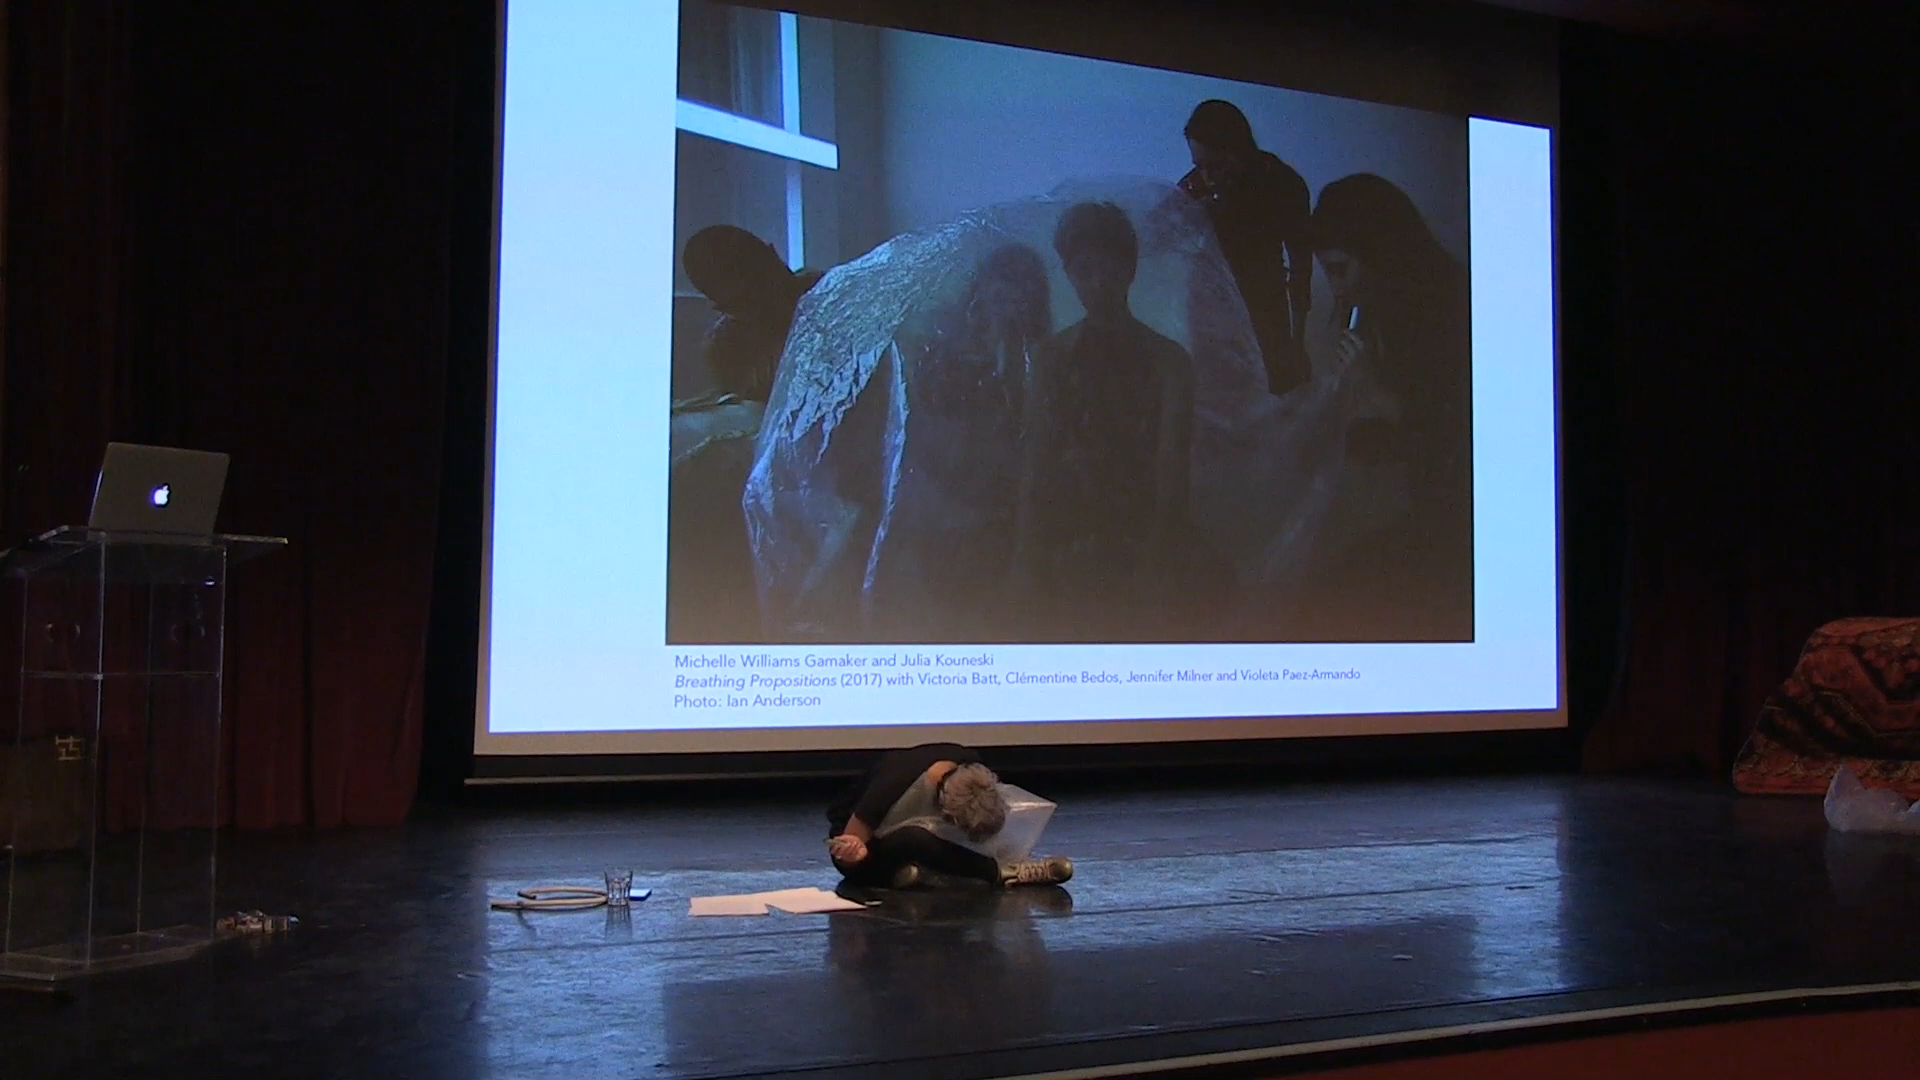 Michelle Williams Gamaker and Julia Kouneski
Breathing Propositions (2017) with Victoria Batt, Clémentine Bedos, Jennifer Milner and Violeta Paez-Armando
Photo: Ian Anderson